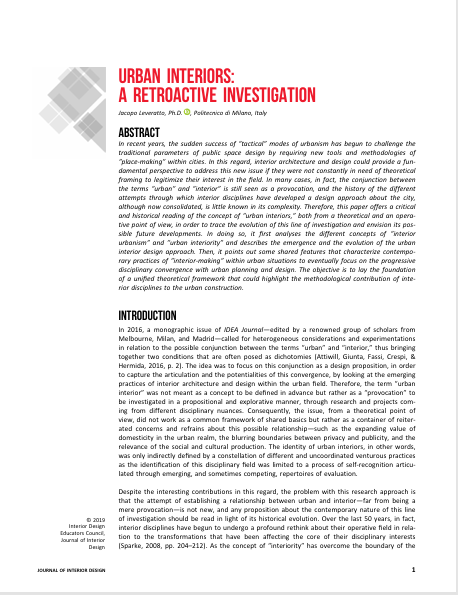 URBAN INTERIORS:
A RETROACTIVE INVESTIGATION
Jacopo Leveratto, Ph.D. iD, Politecnico di Milano, Italy
ABSTRACT
In recent years, the sudden success of "tactical" modes of urbanism has begun to challenge the
traditional parameters of public space design by requiring new tools and methodologies of
"place-making" within cities. In this regard, interior architecture and design could provide a fun-
damental perspective to address this new issue if they were not constantly in need of theoretical
framing to legitimize their interest in the field. In many cases, in fact, the conjunction between
the terms "urban" and "interior" is still seen as a provocation, and the history of the different
attempts through which interior disciplines have developed a design approach about the city,
although now consolidated, is little known in its complexity. Therefore, this paper offers a critical
and historical reading of the concept of "urban interiors," both from a theoretical and an opera-
tive point of view, in order to trace the evolution of this line of investigation and envision its pos-
sible future developments. In doing so, it first analyses the different concepts of "interior
urbanism" and "urban interiority" and describes the emergence and the evolution of the urban
interior design approach. Then, it points out some shared features that characterize contempo-
rary practices of "interior-making" within urban situations to eventually focus on the progressive
disciplinary convergence with urban planning and design. The objective is to lay the foundation
of a unified theoretical framework that could highlight the methodological contribution of inte-
rior disciplines to the urban construction.
INTRODUCTION
In 2016, a monographic issue of IDEA Journal—edited by a renowned group of scholars from
Melbourne, Milan, and Madrid—called for heterogeneous considerations and experimentations
in relation to the possible conjunction between the terms "urban" and "interior," thus bringing
together two conditions that are often posed as dichotomies (Attiwill, Giunta, Fassi, Crespi, &
Hermida, 2016, p. 2). The idea was to focus on this conjunction as a design proposition, in order
to capture the articulation and the potentialities of this convergence, by looking at the emerging
practices of interior architecture and design within the urban field. Therefore, the term "urban
interior" was not meant as a concept to be defined in advance but rather as a "provocation" to
be investigated in a propositional and explorative manner, through research and projects com-
ing from different disciplinary nuances. Consequently, the issue, from a theoretical point of
view, did not work as a common framework of shared basics but rather as a container of reiter-
ated concerns and refrains about this possible relationship—such as the expanding value of
domesticity in the urban realm, the blurring boundaries between privacy and publicity, and the
relevance of the social and cultural production. The identity of urban interiors, in other words,
was only indirectly defined by a constellation of different and uncoordinated venturous practices
as the identification of this disciplinary field was limited to a process of self-recognition articu-
lated through emerging, and sometimes competing, repertoires of evaluation.
Despite the interesting contributions in this regard, the problem with this research approach is
that the attempt of establishing a relationship between urban and interior—far from being a
mere provocation—is not new, and any proposition about the contemporary nature of this line
of investigation should be read in light of its historical evolution. Over the last 50 years, in fact,
interior disciplines have begun to undergo a profound rethink about their operative field in rela-
tion to the transformations that have been affecting the core of their disciplinary interests
(Sparke, 2008, pp. 204–212). As the concept of "interiority" has overcome the boundary of the
© 2019
Interior Design
Educators Council,
Journal of Interior
Design
JOURNAL OF INTERIOR DESIGN
1